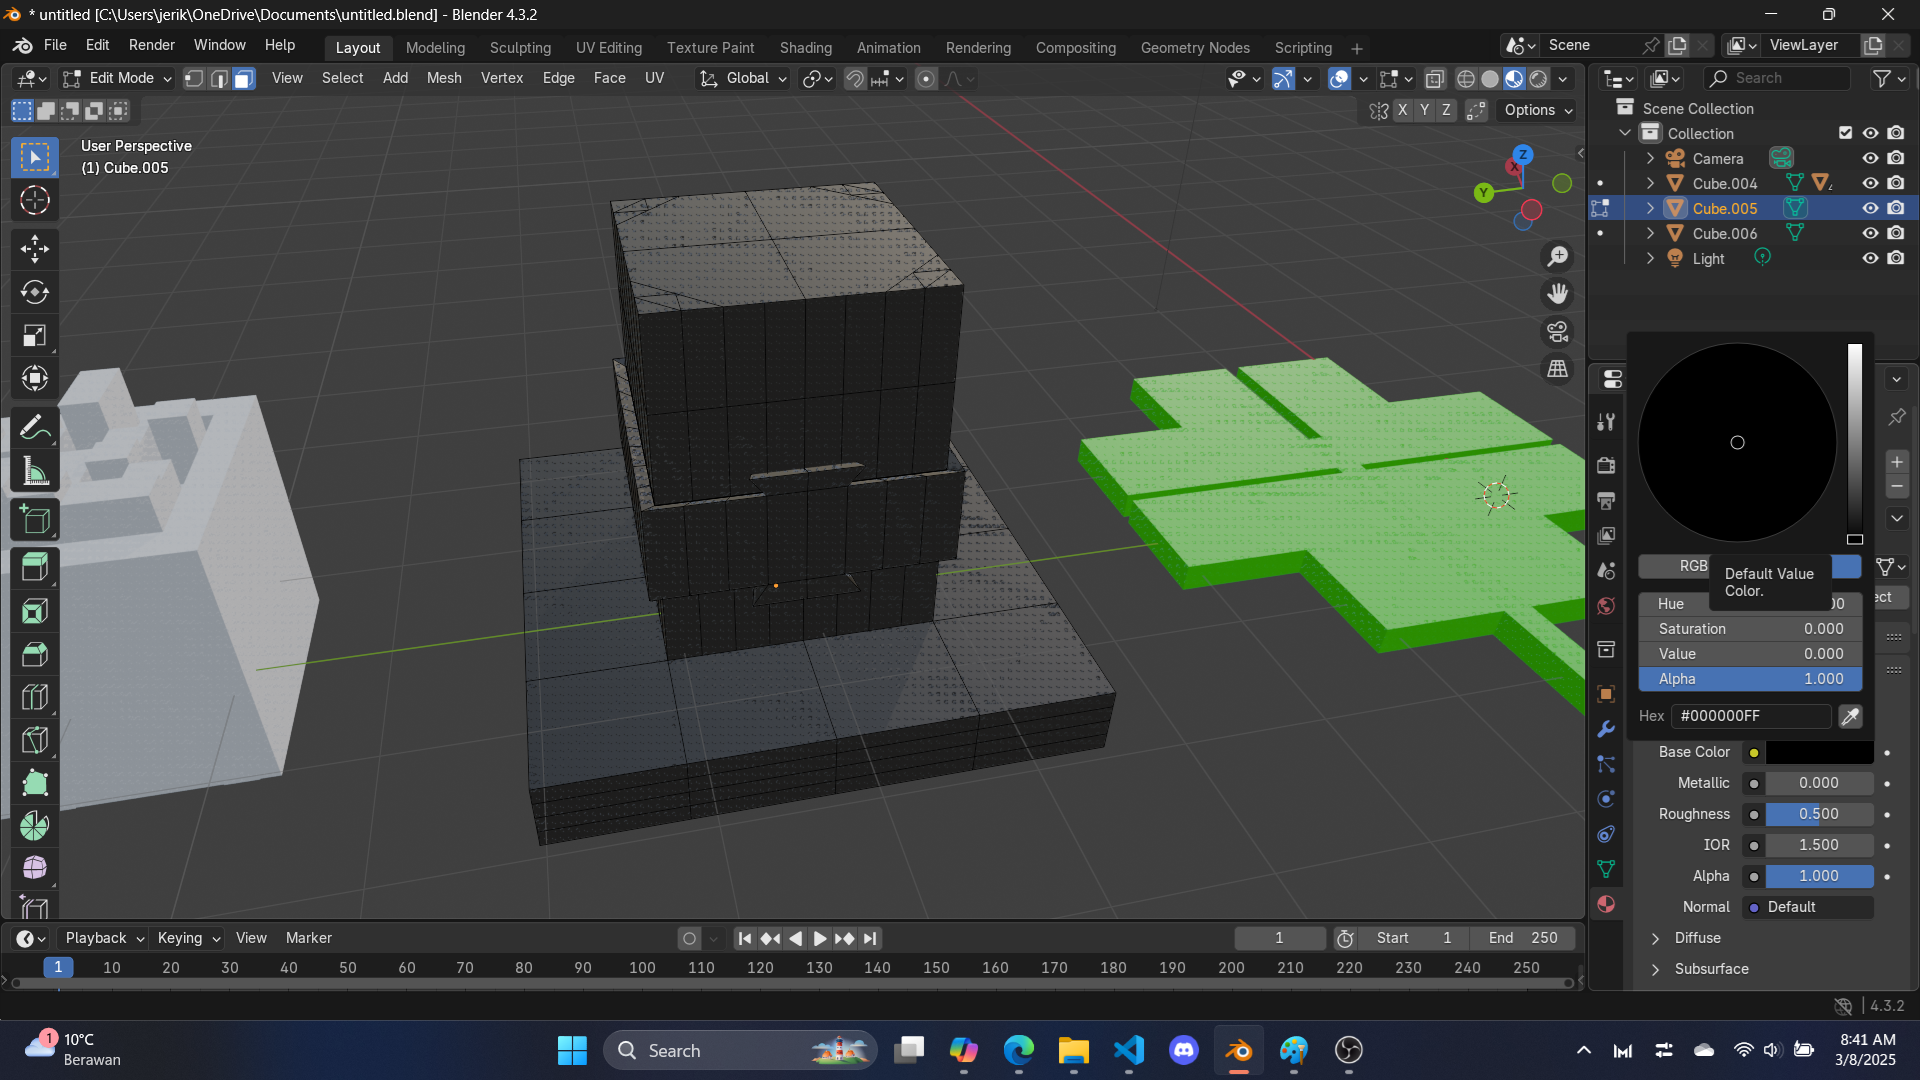 * untitled [C:\Users\jerik\OneDrive\Documents\untitled.blend] - Blender 4.3.2
File Edit Render Window Help
Layout Modeling Sculpting UV Editing Texture Paint Shading Animation Rendering Compositing Geometry Nodes Scripting +
Scene
ViewLayer
Edit Mode View Select Add Mesh Vertex Edge Face UV Global
Search
X Y Z Options
User Perspective
(1) Cube.005
Z
X
Y
Scene Collection
Collection
Camera
Cube.004
Cube.005
Cube.006
Light
RGB
Default Value
Color.
ect
Hue 00
Saturation 0.000
Value 0.000
Alpha 1.000
Hex #000000FF
Base Color
Metallic 0.000
Roughness 0.500
IOR 1.500
Alpha 1.000
Normal Default
Diffuse
Subsurface
Playback Keying View Marker
1 Start 1 End 250
1 10 20 30 40 50 60 70 80 90 100 110 120 130 140 150 160 170 180 190 200 210 220 230 240 250
4.3.2
1
10°C
Berawan
Search
8:41 AM
3/8/2025